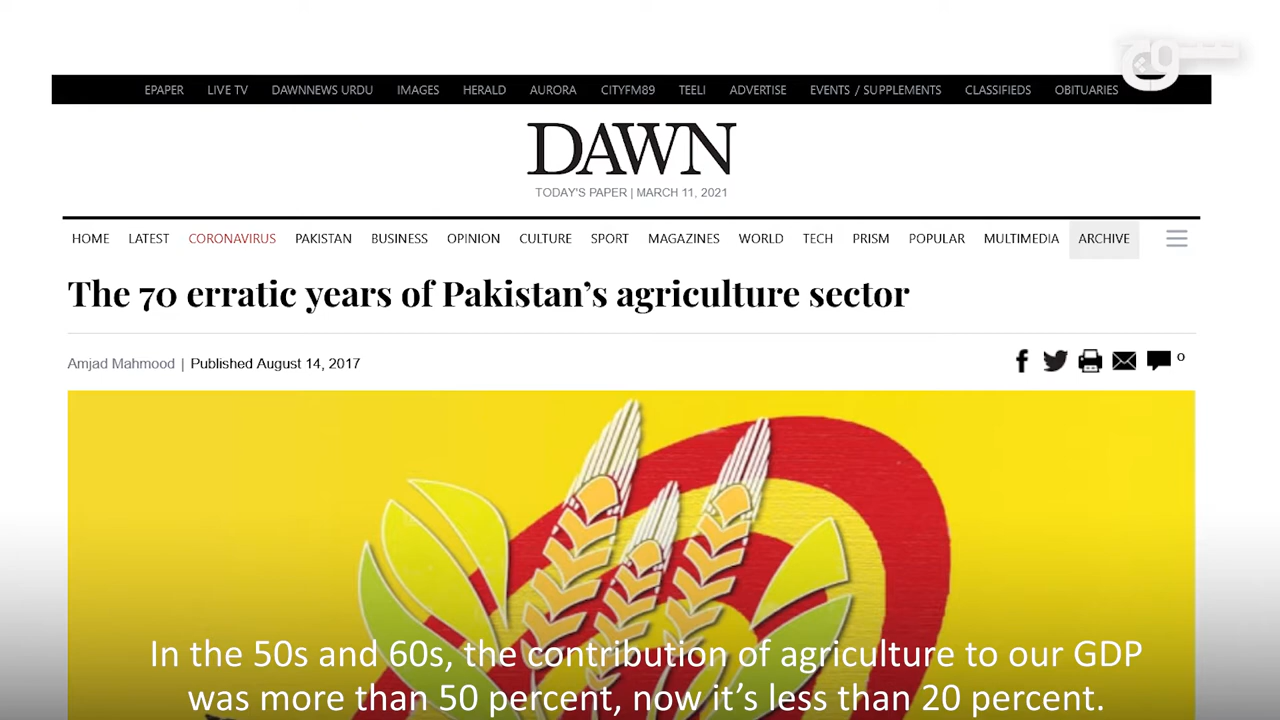 سوچ
EPAPER LIVE TV DAWNNEWS URDU IMAGES HERALD AURORA CITYFM89 TEELI ADVERTISE EVENTS / SUPPLEMENTS CLASSIFIEDS OBITUARIES
DAWN
TODAY'S PAPER | MARCH 11, 2021
HOME LATEST CORONAVIRUS PAKISTAN BUSINESS OPINION CULTURE SPORT MAGAZINES WORLD TECH PRISM POPULAR MULTIMEDIA ARCHIVE
The 70 erratic years of Pakistan’s agriculture sector
Amjad Mahmood | Published August 14, 2017
0
In the 50s and 60s, the contribution of agriculture to our GDP
was more than 50 percent, now it’s less than 20 percent.